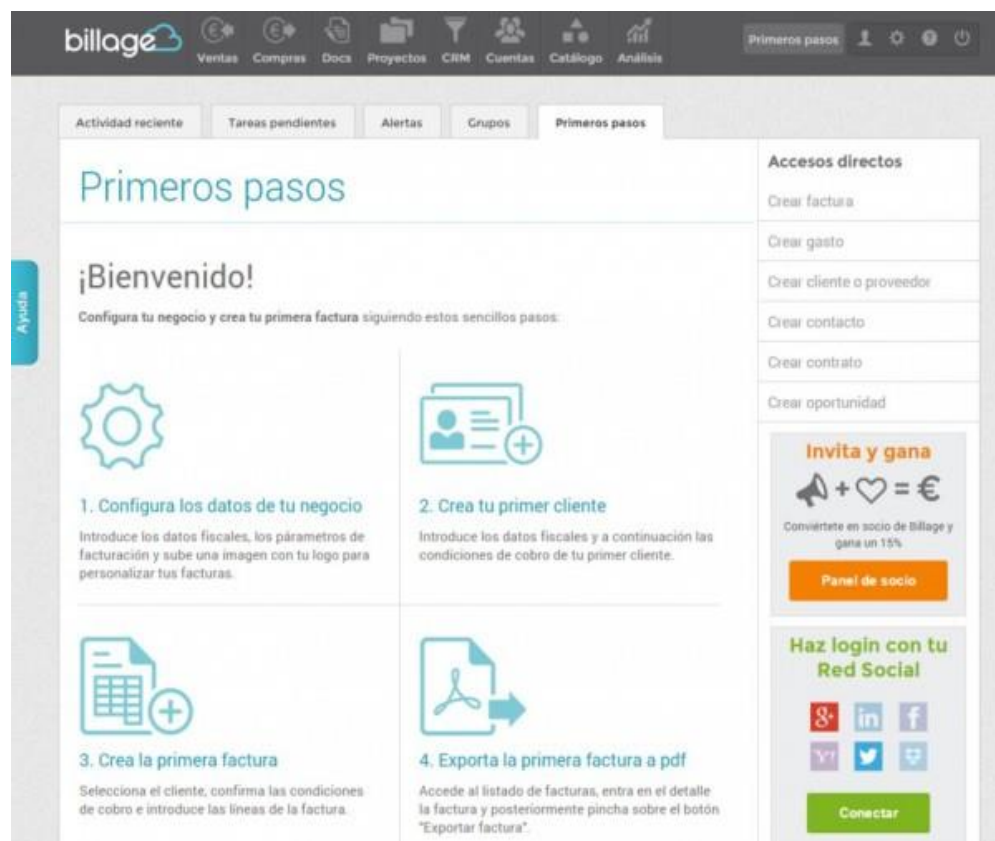 billage
Ventas Compras Docs Proyectos CRM Cuentas Catálogo Análisis
Primeros pasos
Actividad reciente Tareas pendientes Alertas Grupos Primeros pasos
Primeros pasos
¡Bienvenido!
Configura tu negocio y crea tu primera factura siguiendo estos sencillos pasos:
1. Configura los datos de tu negocio
Introduce los datos fiscales, los párametros de
facturación y sube una imagen con tu logo para
personalizar tus facturas.
2. Crea tu primer cliente
Introduce los datos fiscales y a continuación las
condiciones de cobro de tu primer cliente.
3. Crea la primera factura
Selecciona el cliente, confirma las condiciones
de cobro e introduce las líneas de la factura.
4. Exporta la primera factura a pdf
Accede al listado de facturas, entra en el detalle
la factura y posteriormente pincha sobre el botón
"Exportar factura".
Ayuda
Accesos directos
Crear factura
Crear gasto
Crear cliente o proveedor
Crear contacto
Crear contrato
Crear oportunidad
Invita y gana
+ = €
Conviértete en socio de Billage y
gana un 15%
Panel de socio
Haz login con tu
Red Social
8+ in f
Y! 
Conectar